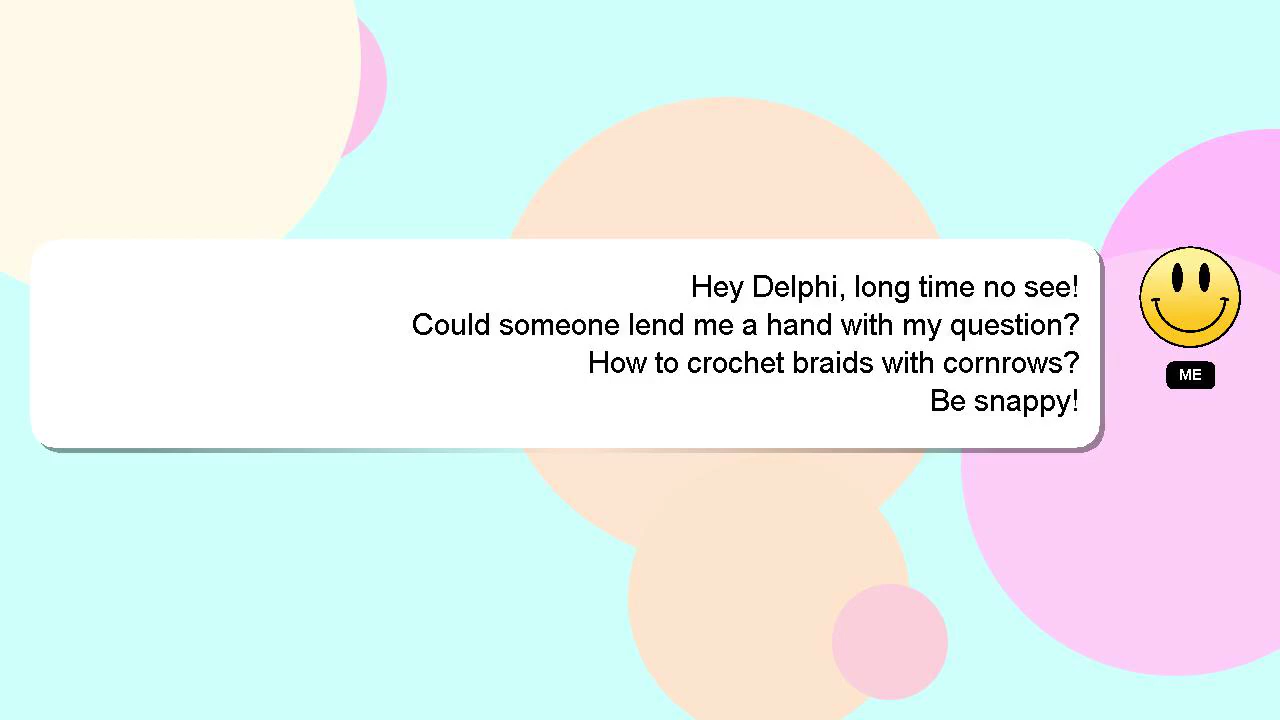 Hey Delphi, long time no see!
Could someone lend me a hand with my question?
How to crochet braids with cornrows?
Be snappy!
ME